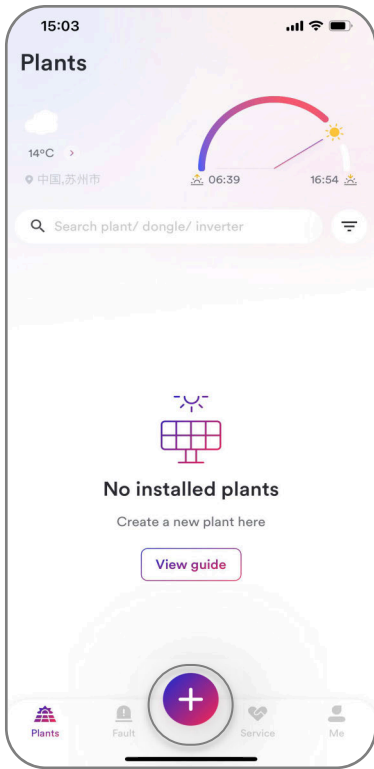 15:03
Plants
14°C >
中国,苏州市
06:39
16:54
Search plant/ dongle/ inverter
No installed plants
Create a new plant here
View guide
Plants
Fault
Service
Me